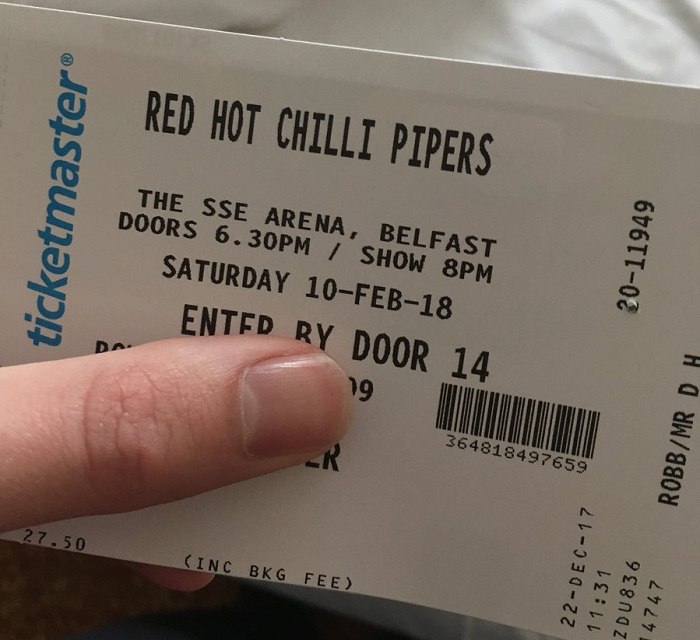 ticketmaster®
RED HOT CHILLI PIPERS
THE SSE ARENA, BELFAST
DOORS 6.30PM / SHOW 8PM
SATURDAY 10-FEB-18
ENTER BY DOOR 14
364818497659
27.50
(INC BKG FEE)
20-11949
ROBB/MR D H
22-DEC-17
11:31
ZDU836
14747